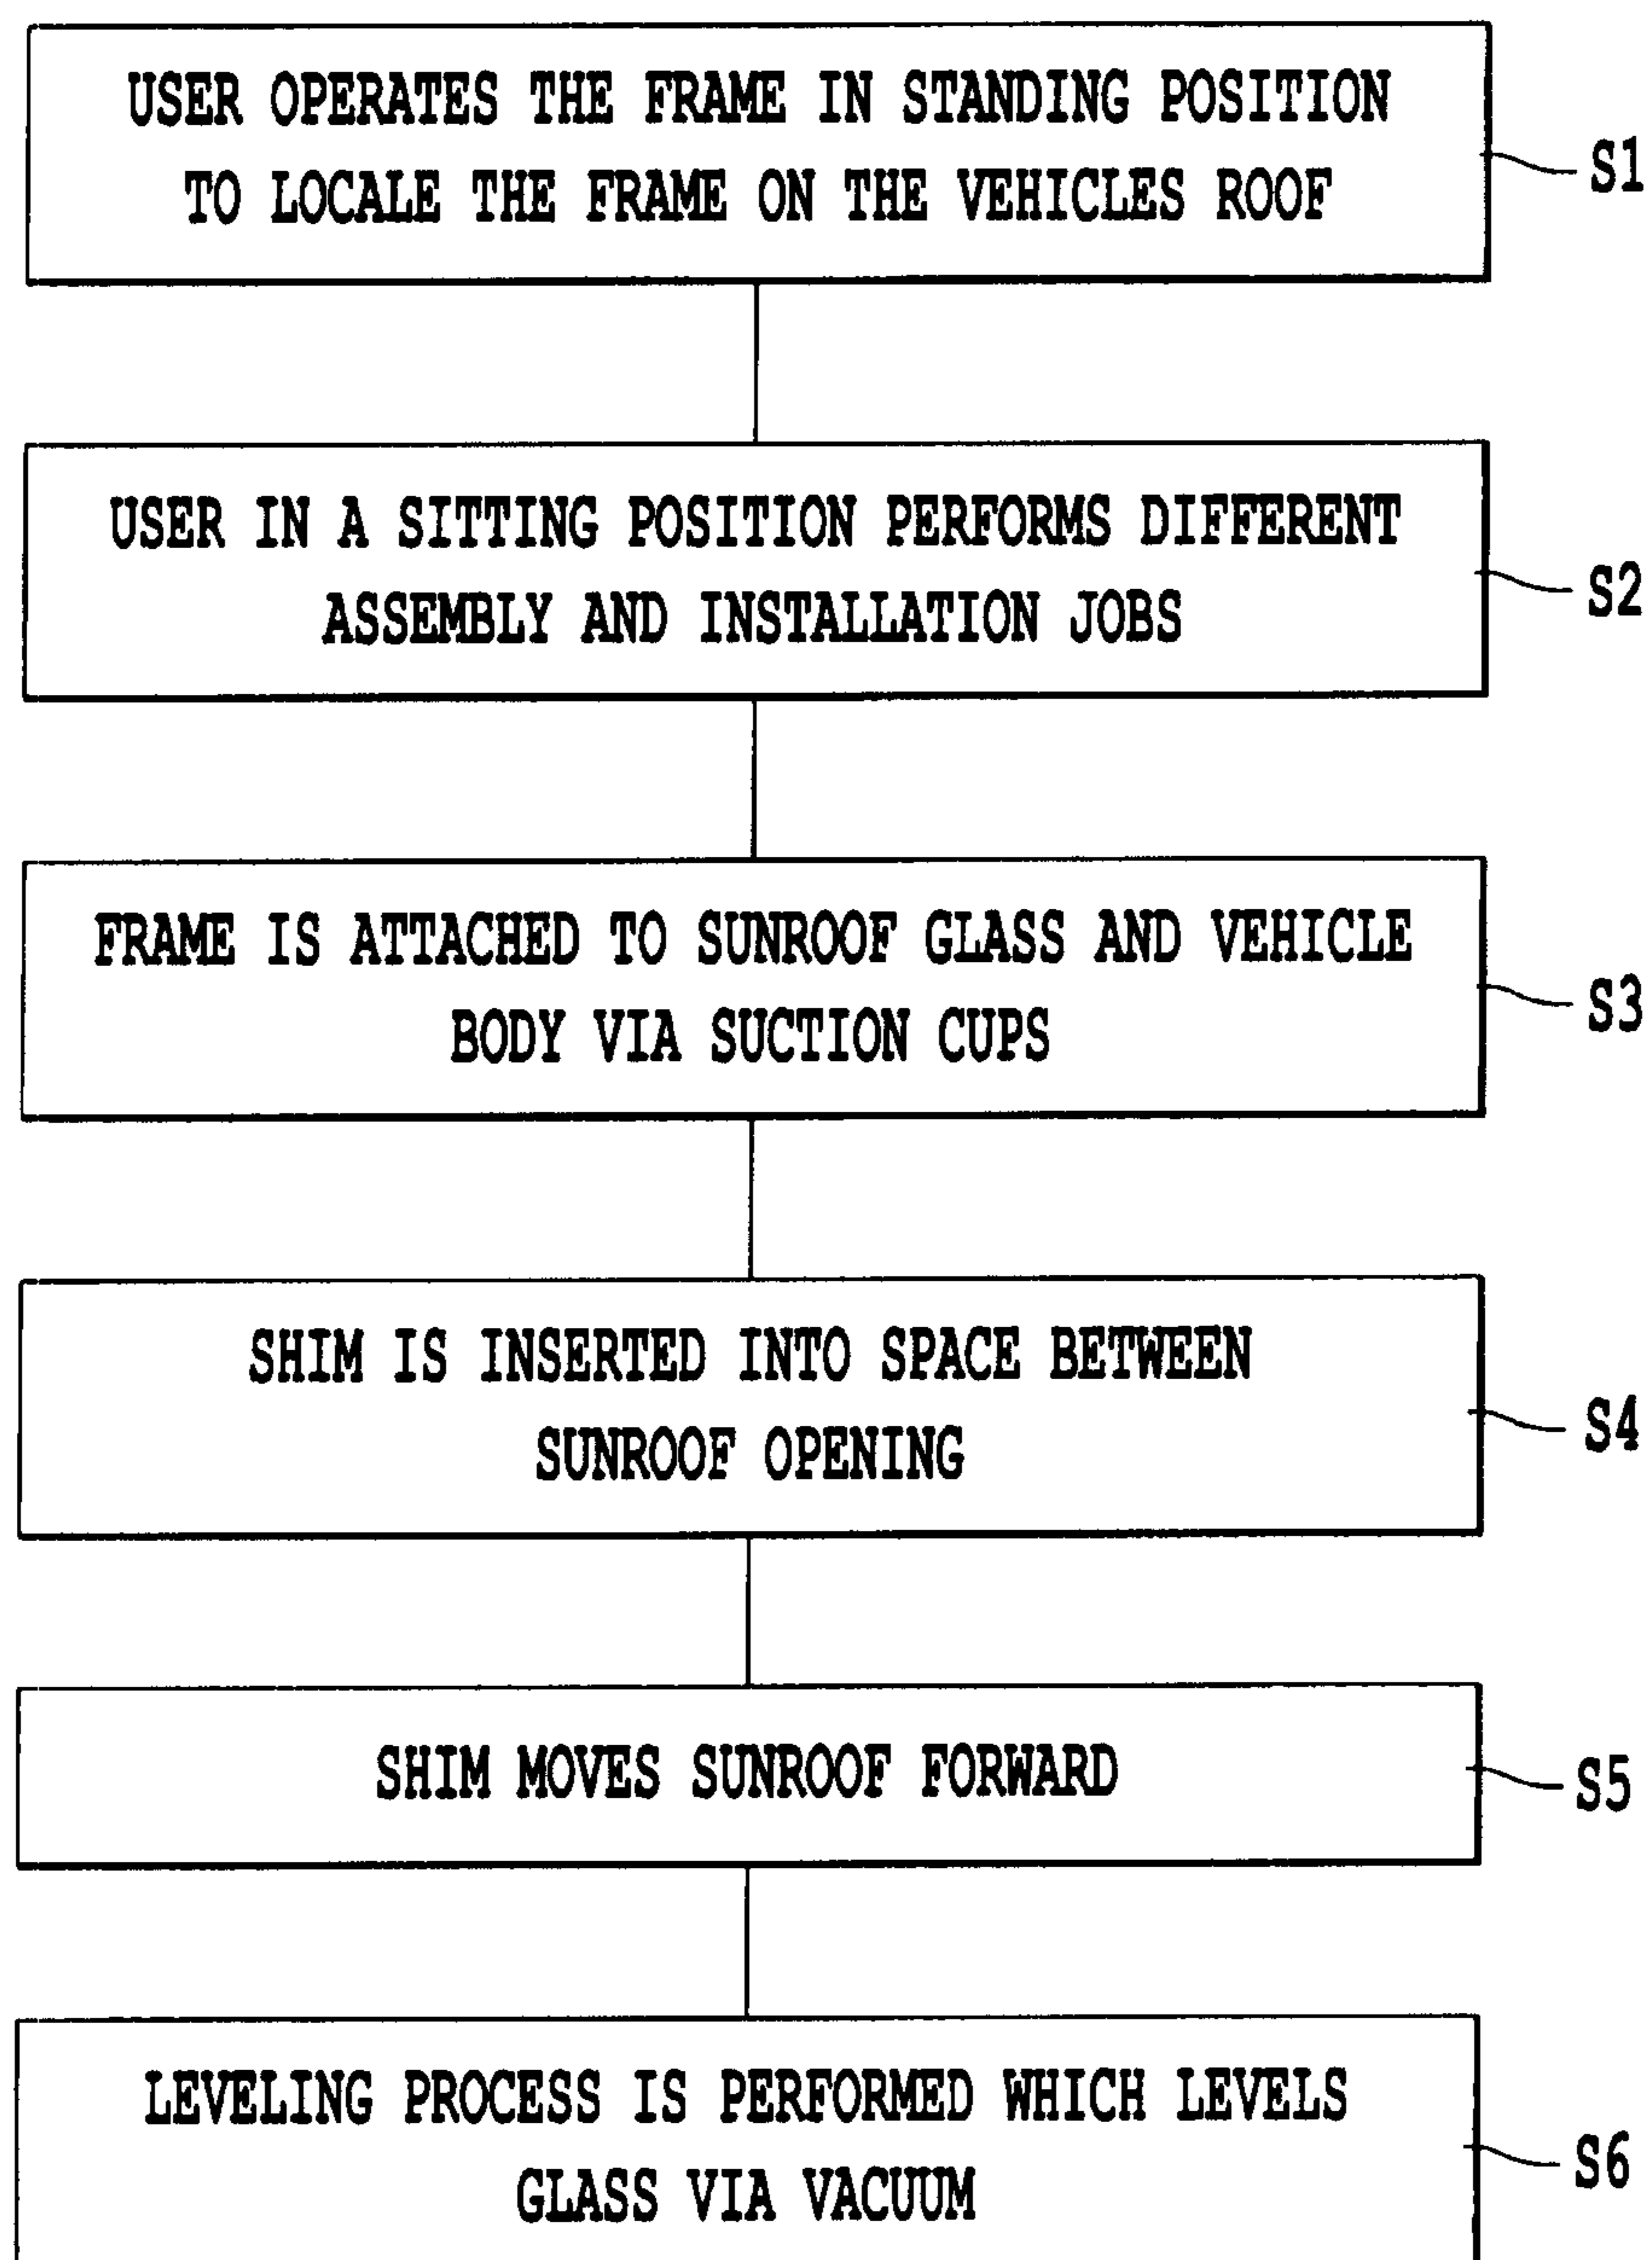 USER OPERATES THE FRAME IN STANDING POSITION
TO LOCALE THE FRAME ON THE VEHICLES ROOF
S1
USER IN A SITTING POSITION PERFORMS DIFFERENT
ASSEMBLY AND INSTALLATION JOBS
S2
FRAME IS ATTACHED TO SUNROOF GLASS AND VEHICLE
BODY VIA SUCTION CUPS
S3
SHIM IS INSERTED INTO SPACE BETWEEN
SUNROOF OPENING
S4
SHIM MOVES SUNROOF FORWARD
S5
LEVELING PROCESS IS PERFORMED WHICH LEVELS
GLASS VIA VACUUM
S6